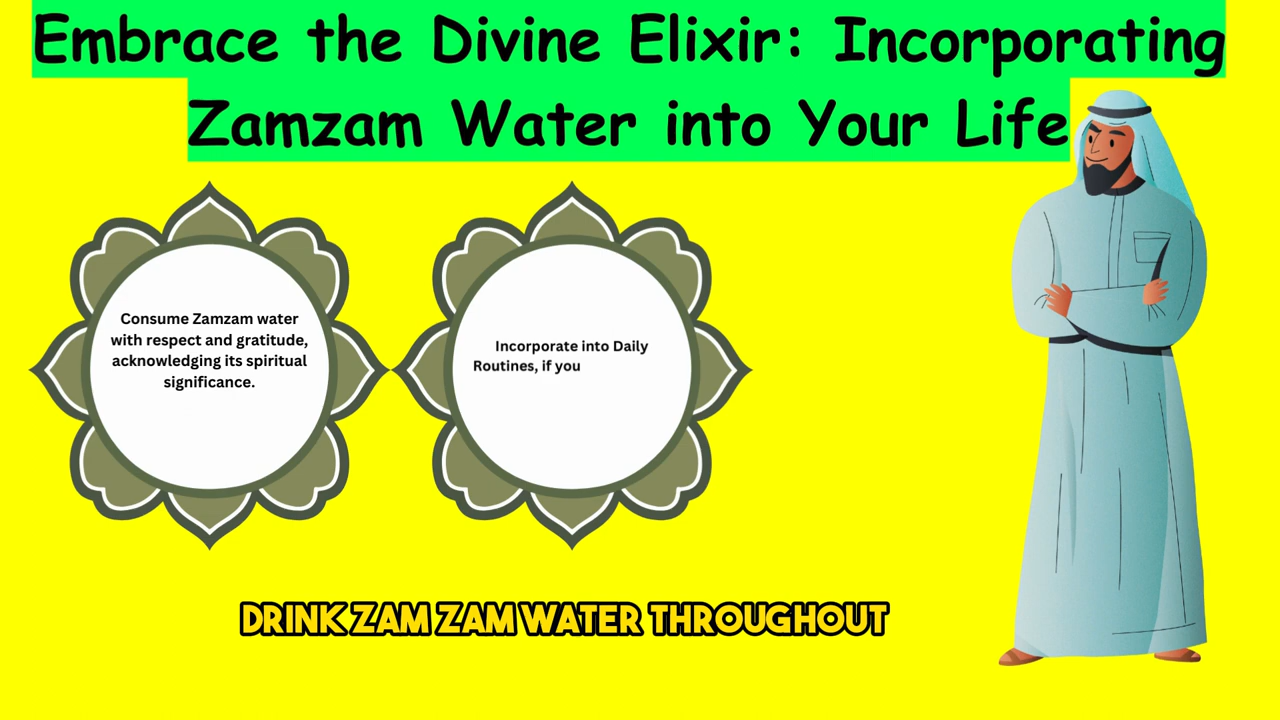 Embrace the Divine Elixir: Incorporating
Zamzam Water into Your Life
Consume Zamzam water
with respect and gratitude,
acknowledging its spiritual
significance.
Incorporate into Daily
Routines, if you
DRINK ZAM ZAM WATER THROUGHOUT